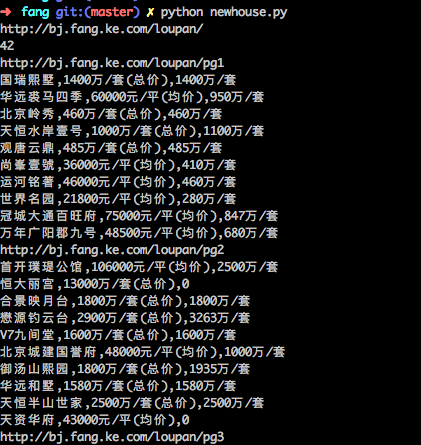 ➜ fang git:(master) ✗ python newhouse.py
http://bj.fang.ke.com/loupan/
42
http://bj.fang.ke.com/loupan/pg1
国瑞熙墅,1400万/套(总价),1400万/套
华远裘马四季,60000元/平(均价),950万/套
北京岭秀,460万/套(总价),460万/套
天恒水岸壹号,1000万/套(总价),1100万/套
观唐云鼎,485万/套(总价),485万/套
尚峯壹號,36000元/平(均价),410万/套
运河铭著,46000元/平(均价),460万/套
世界名园,21800元/平(均价),280万/套
冠城大通百旺府,75000元/平(均价),847万/套
万年广阳郡九号,48500元/平(均价),680万/套
http://bj.fang.ke.com/loupan/pg2
首开璞瑅公馆,106000元/平(均价),2500万/套
恒大丽宫,13000万/套(总价),0
合景映月台,1800万/套(总价),1800万/套
懋源钓云台,2900万/套(总价),3263万/套
V7九间堂,1600万/套(总价),1600万/套
北京城建国誉府,48000元/平(均价),1000万/套
御汤山熙园,1800万/套(总价),1935万/套
华远和墅,1580万/套(总价),1580万/套
天恒半山世家,2500万/套(总价),2500万/套
天资华府,43000元/平(均价),0
http://bj.fang.ke.com/loupan/pg3